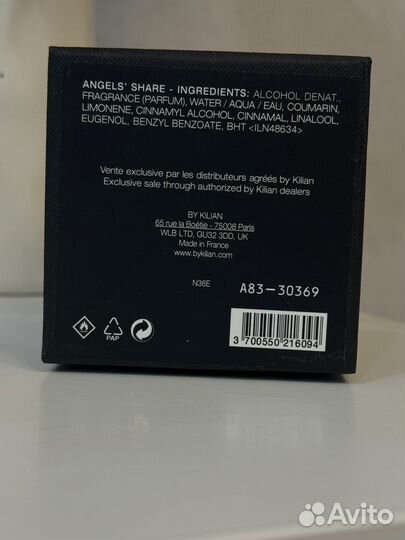 ANGELS' SHARE - INGREDIENTS: ALCOHOL DENAT.,
FRAGRANCE (PARFUM), WATER / AQUA / EAU, COUMARIN,
LIMONENE, CINNAMYL ALCOHOL, CINNAMAL, LINALOOL,
EUGENOL, BENZYL BENZOATE, BHT <ILN48634>
Vente exclusive par les distributeurs agréés by Kilian
Exclusive sale through authorized by Kilian dealers
BY KILIAN
65 rue la Boétie - 75008 Paris
WLB LTD, GU32 3DD, UK
Made in France
www.bykilian.com
N36E
A83-30369
PAP
3 700550 216094
Avito